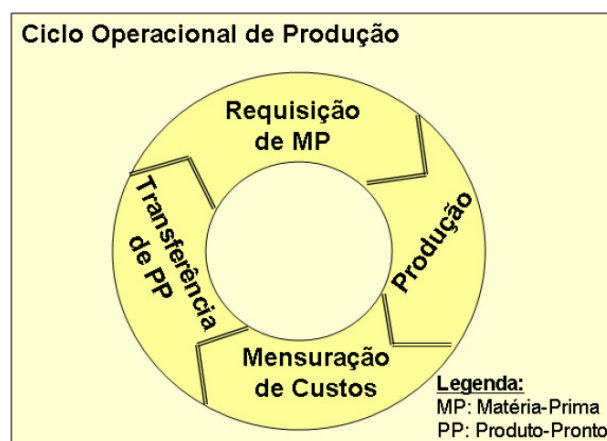 Ciclo Operacional de Produção
Requisição
de MP
Produção
Mensuração
de Custos
Transferência
de PP
Legenda:
MP: Matéria-Prima
PP: Produto-Pronto